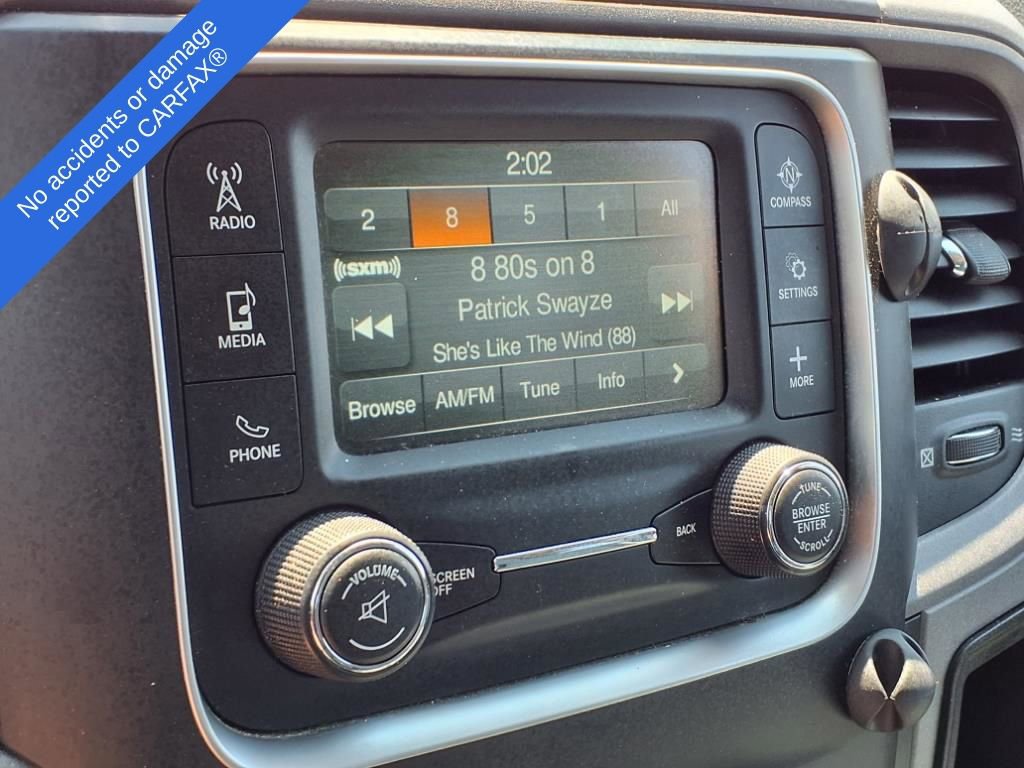 No accidents or damage
reported to CARFAX®
RADIO
MEDIA
PHONE
2:02
2 8 5 1 All
((sxm))
8 80s on 8
Patrick Swayze
She's Like The Wind (88)
Browse AM/FM Tune Info >
N
COMPASS
SETTINGS
+
MORE
VOLUME
SCREEN
OFF
BACK
TUNE
BROWSE
ENTER
SCROLL